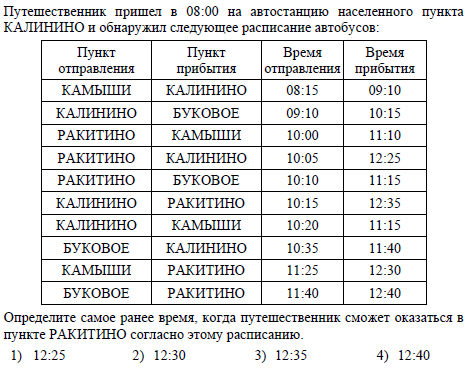 Путешественник пришел в 08:00 на автостанцию населенного пункта
КАЛИНИНО и обнаружил следующее расписание автобусов:
Пункт отправления Пункт прибытия Время отправления Время прибытия
КАМЫШИ КАЛИНИНО 08:15 09:10
КАЛИНИНО БУКОВОЕ 09:10 10:15
РАКИТИНО КАМЫШИ 10:00 11:10
РАКИТИНО КАЛИНИНО 10:05 12:25
РАКИТИНО БУКОВОЕ 10:10 11:15
КАЛИНИНО РАКИТИНО 10:15 12:35
КАЛИНИНО КАМЫШИ 10:20 11:15
БУКОВОЕ КАЛИНИНО 10:35 11:40
КАМЫШИ РАКИТИНО 11:25 12:30
БУКОВОЕ РАКИТИНО 11:40 12:40
Определите самое ранее время, когда путешественник сможет оказаться в
пункте РАКИТИНО согласно этому расписанию.
1) 12:25 2) 12:30 3) 12:35 4) 12:40